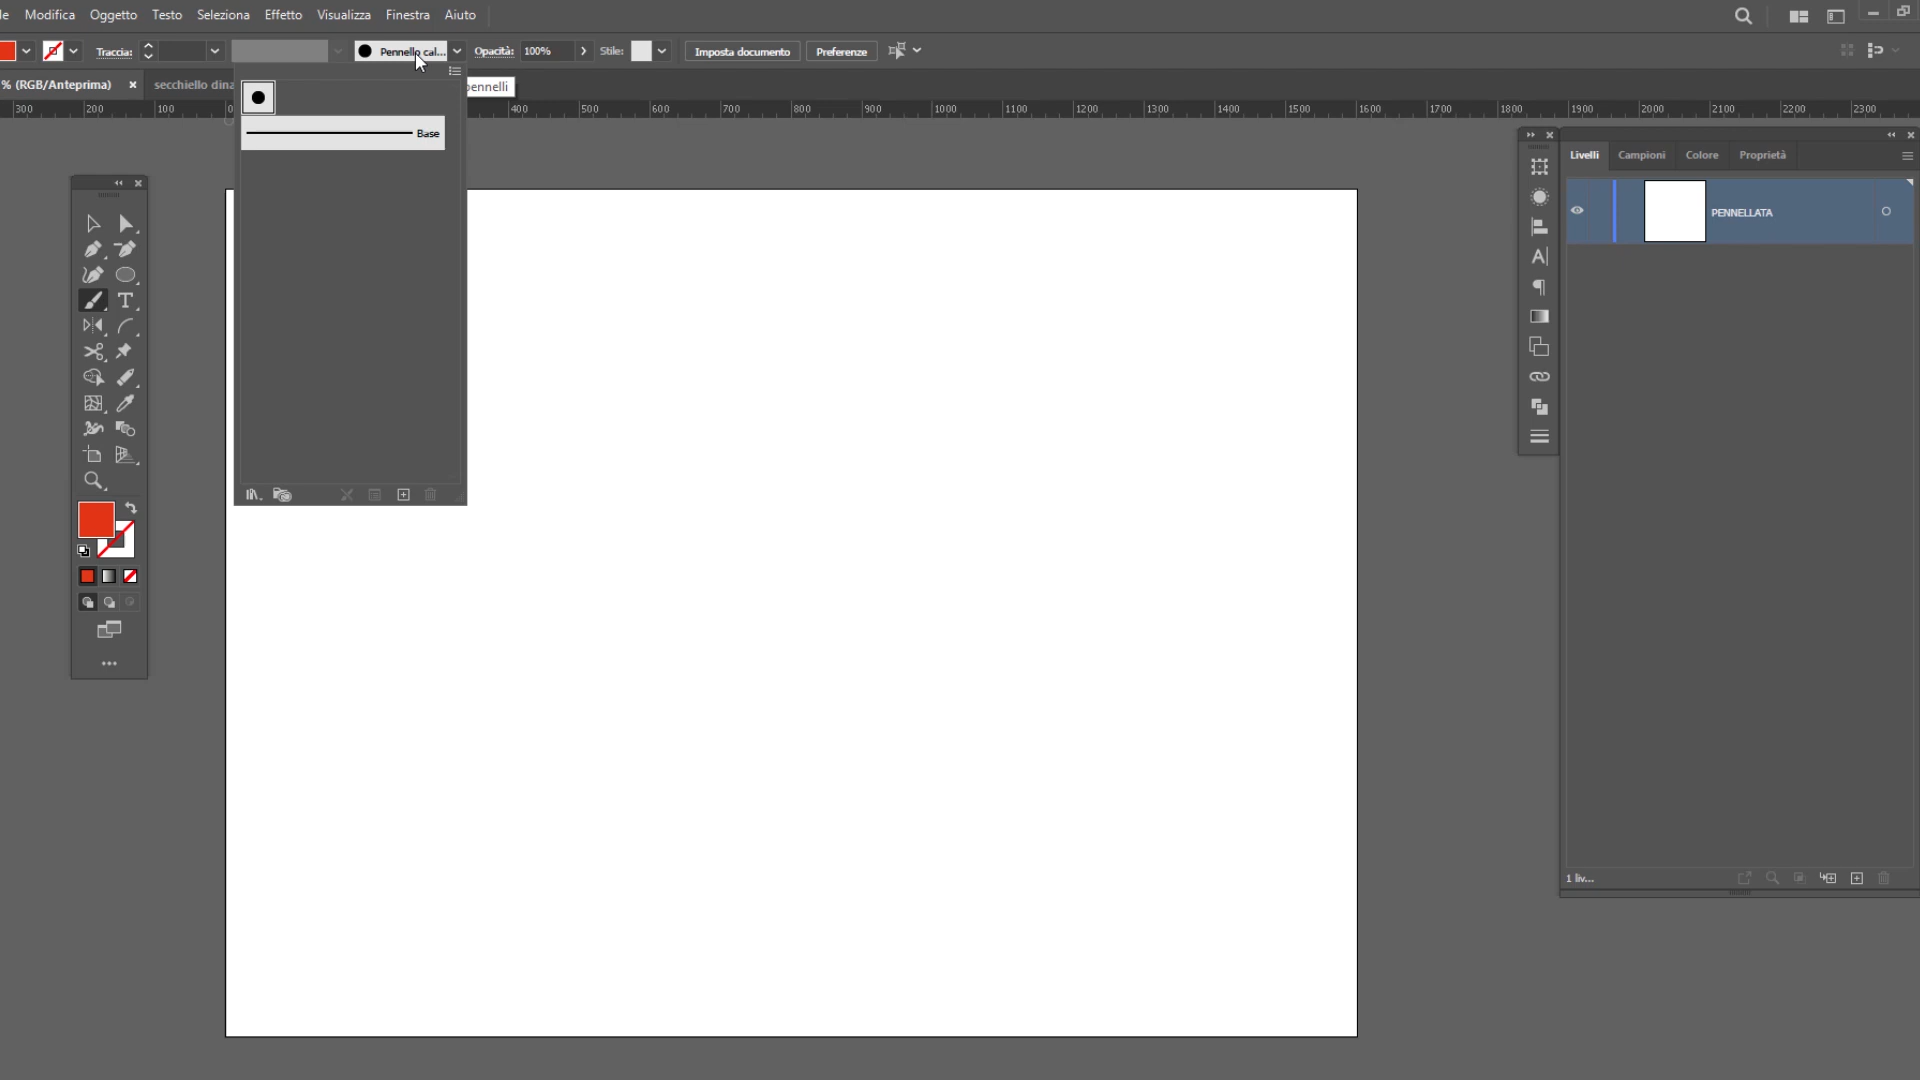 Modifica Oggetto Testo Seleziona Effetto Visualizza Finestra Aiuto
Traccia: Pennello cal... Opacità: 100% Stile: Imposta documento Preferenze
% (RGB/Anteprima) × secchiello dina pennelli
300 200 100 0 400 500 600 700 800 900 1000 1100 1200 1300 1400 1500 1600 1700 1800 1900 2000 2100 2200 2300
Base
Livelli Campioni Colore Proprietà
PENNELLATA
1 liv...